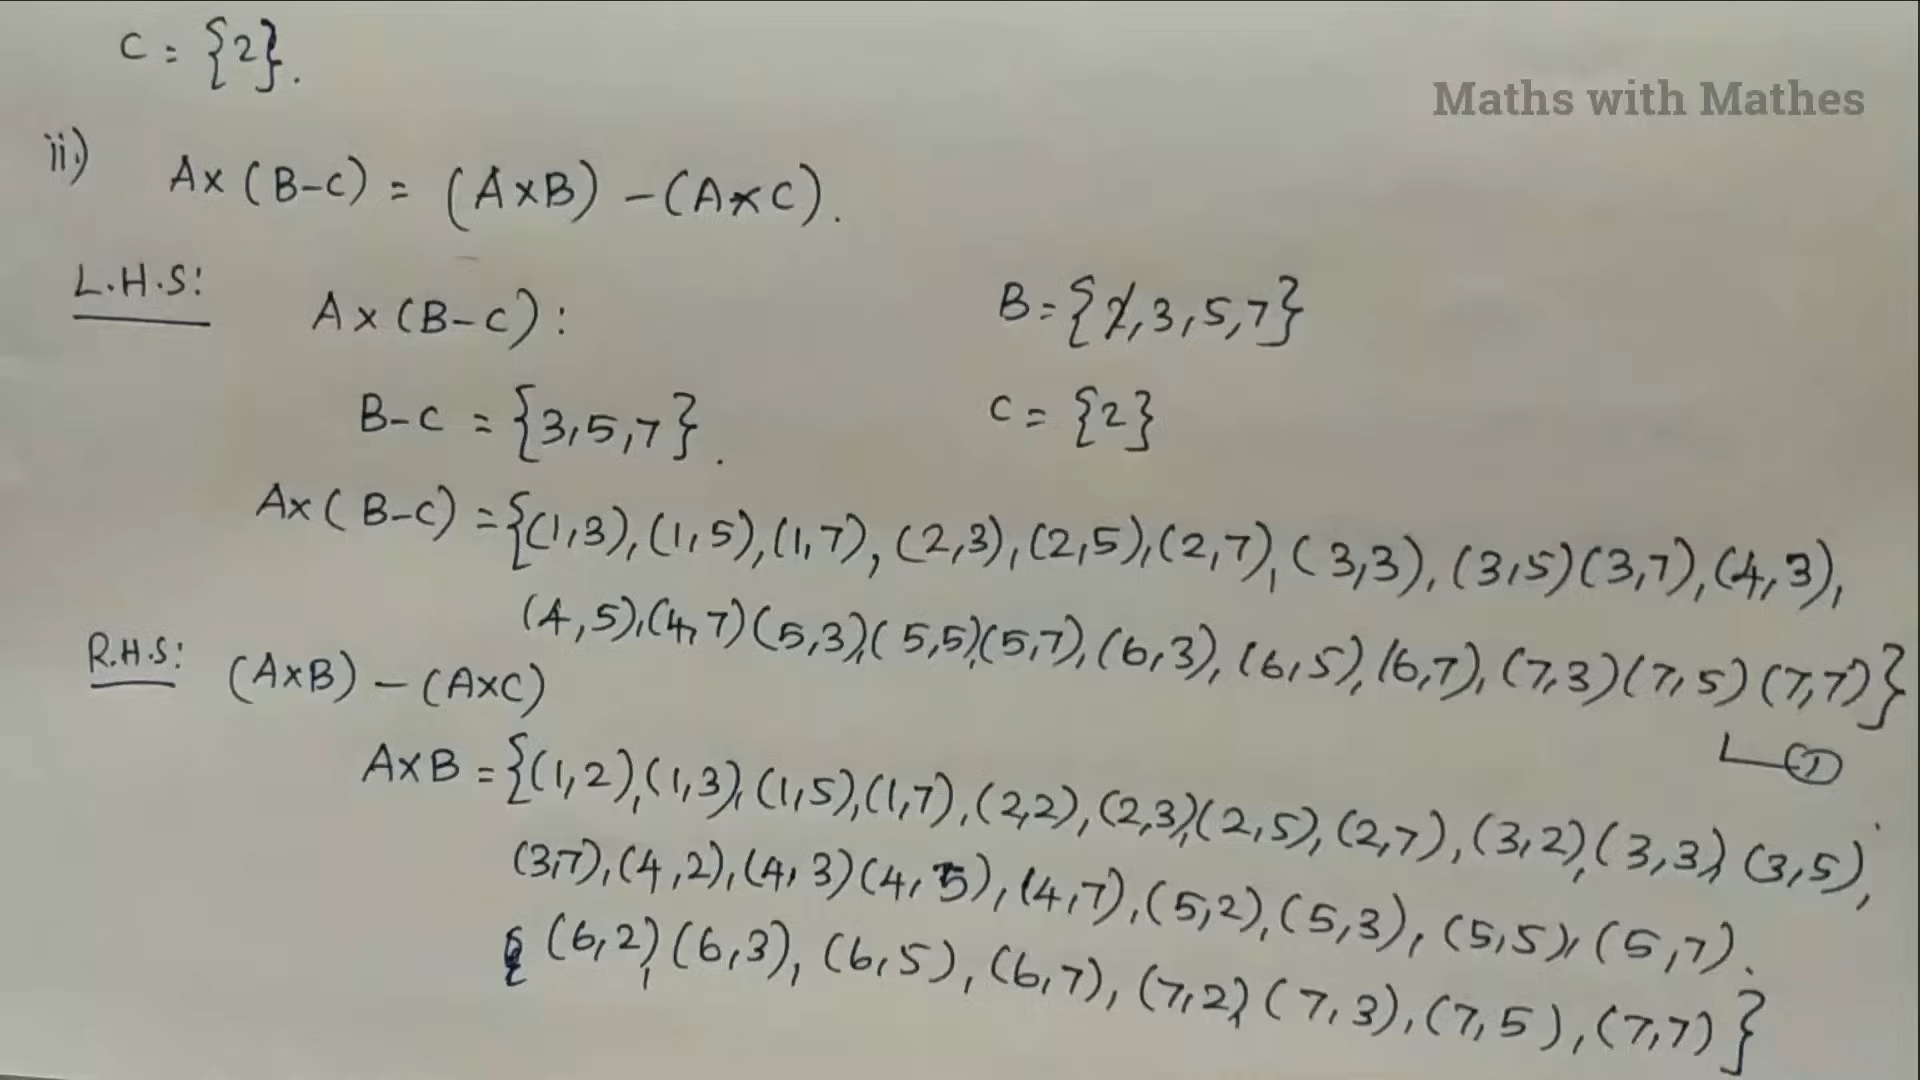 C = {2}.
Maths with Mathes
ii) A×(B-C) = (A×B) - (A×C).
L.H.S: A×(B-C): B = {2,3,5,7}
B-C = {3,5,7}. C = {2}
A×(B-C) = {(1,3),(1,5),(1,7),(2,3),(2,5),(2,7),(3,3),(3,5)(3,7),(4,3),
(4,5),(4,7)(5,3),(5,5),(5,7),(6,3),(6,5),(6,7),(7,3)(7,5)(7,7)}
R.H.S: (A×B) - (A×C)
A×B = {(1,2),(1,3),(1,5),(1,7),(2,2),(2,3),(2,5),(2,7),(3,2),(3,3),(3,5),
(3,7),(4,2),(4,3)(4,5),(4,7),(5,2),(5,3),(5,5),(5,7).
(6,2),(6,3),(6,5),(6,7),(7,2)(7,3),(7,5),(7,7)}